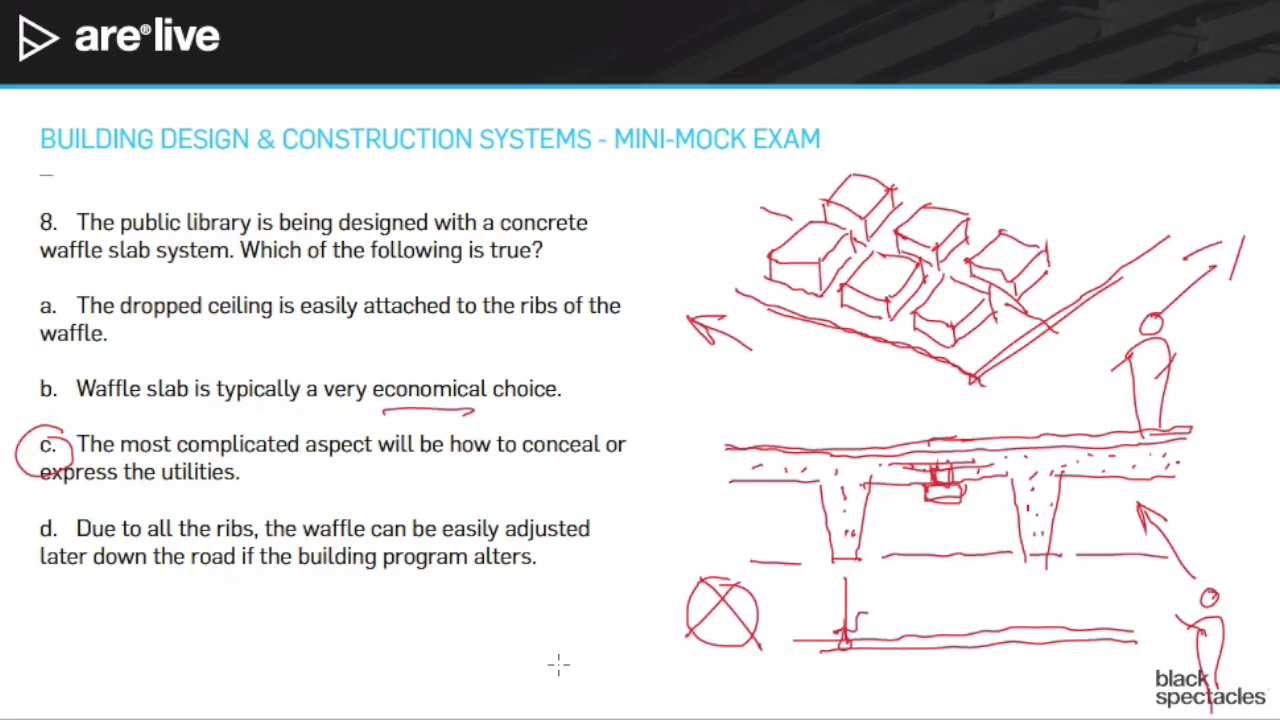 are®live
BUILDING DESIGN & CONSTRUCTION SYSTEMS - MINI-MOCK EXAM
8. The public library is being designed with a concrete
waffle slab system. Which of the following is true?
a. The dropped ceiling is easily attached to the ribs of the
waffle.
b. Waffle slab is typically a very economical choice.
c. The most complicated aspect will be how to conceal or
express the utilities.
d. Due to all the ribs, the waffle can be easily adjusted
later down the road if the building program alters.
black
spectacles